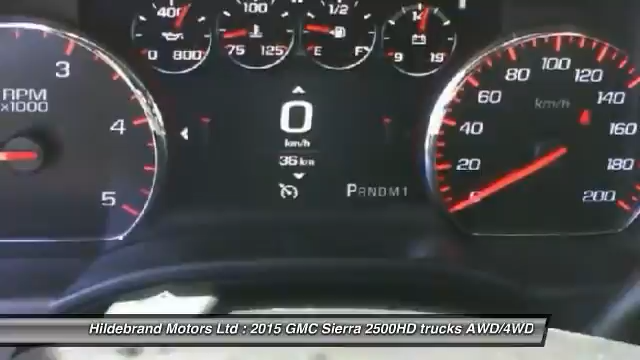 400
0 800
100
75 125
1/2
E F
14
9 19
3
RPM
x1000
4
5
0
km/h
36 km
PRNDM1
km/h
0
20
40
60
80
100
120
140
160
180
200
Hildebrand Motors Ltd : 2015 GMC Sierra 2500HD trucks AWD/4WD